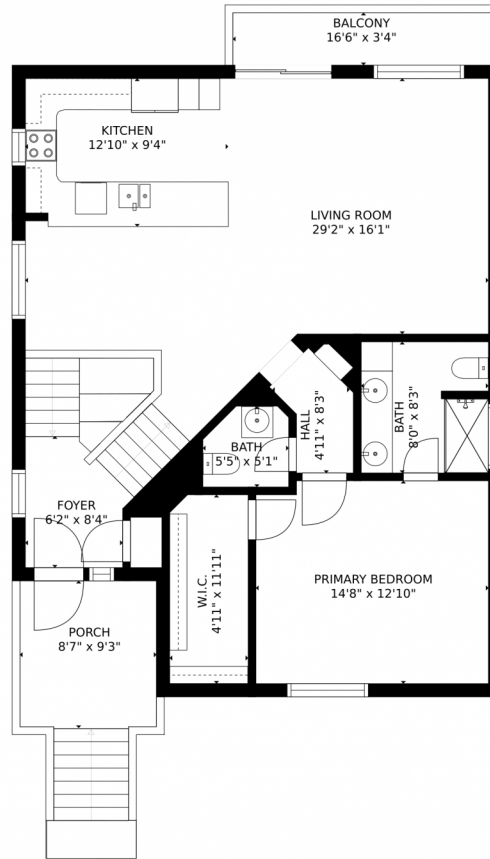 BALCONY
16'6" x 3'4"
KITCHEN
12'10" x 9'4"
LIVING ROOM
29'2" x 16'1"
HALL
4'11" x 8'3"
BATH
8'0" x 8'3"
BATH
5'5" x 5'1"
FOYER
6'2" x 8'4"
W.I.C.
4'11" x 11'11"
PRIMARY BEDROOM
14'8" x 12'10"
PORCH
8'7" x 9'3"